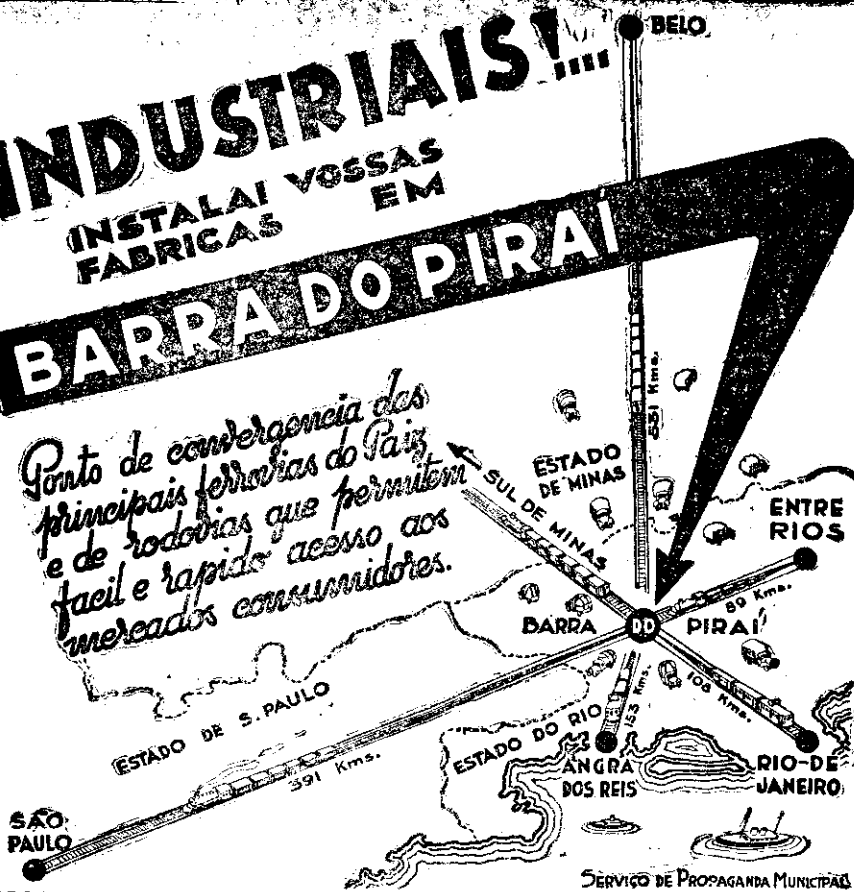 INDUSTRIAIS!....
INSTALAI VOSSAS
FABRICAS EM
BARRA DO PIRAÍ
Ponto de convergencia das
principais ferrovias do Paiz
e de rodovias que permitem
facil e rapido acesso aos
mercados consumidores.
BELO
551 Kms.
ESTADO
DE MINAS
SUL DE MINAS
ENTRE
RIOS
89 Kms.
BARRA DO PIRAÍ
108 Kms.
153 Kms.
ESTADO DE S. PAULO
391 Kms.
ESTADO DO RIO
ANGRA
DOS REIS
RIO-DE
JANEIRO
SÃO
PAULO
SERVIÇO DE PROPAGANDA MUNICIPAL